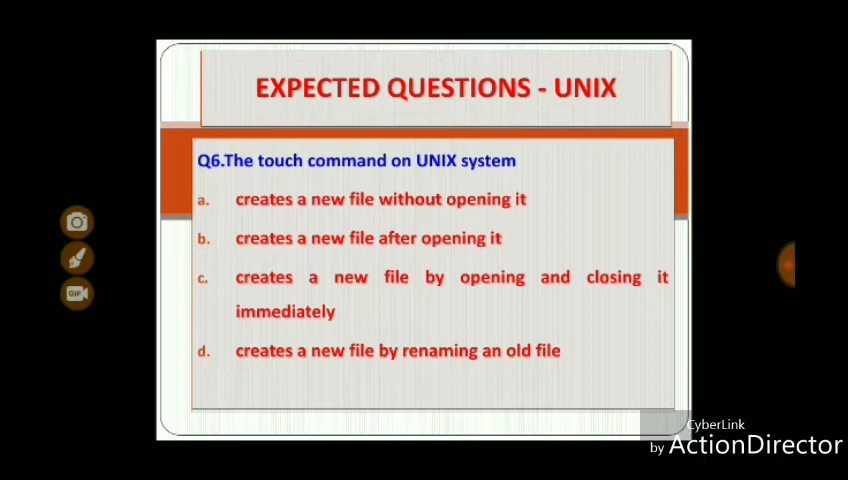 EXPECTED QUESTIONS - UNIX
Q6.The touch command on UNIX system
a. creates a new file without opening it
b. creates a new file after opening it
c. creates a new file by opening and closing it
immediately
d. creates a new file by renaming an old file
GIF
CyberLink
by ActionDirector